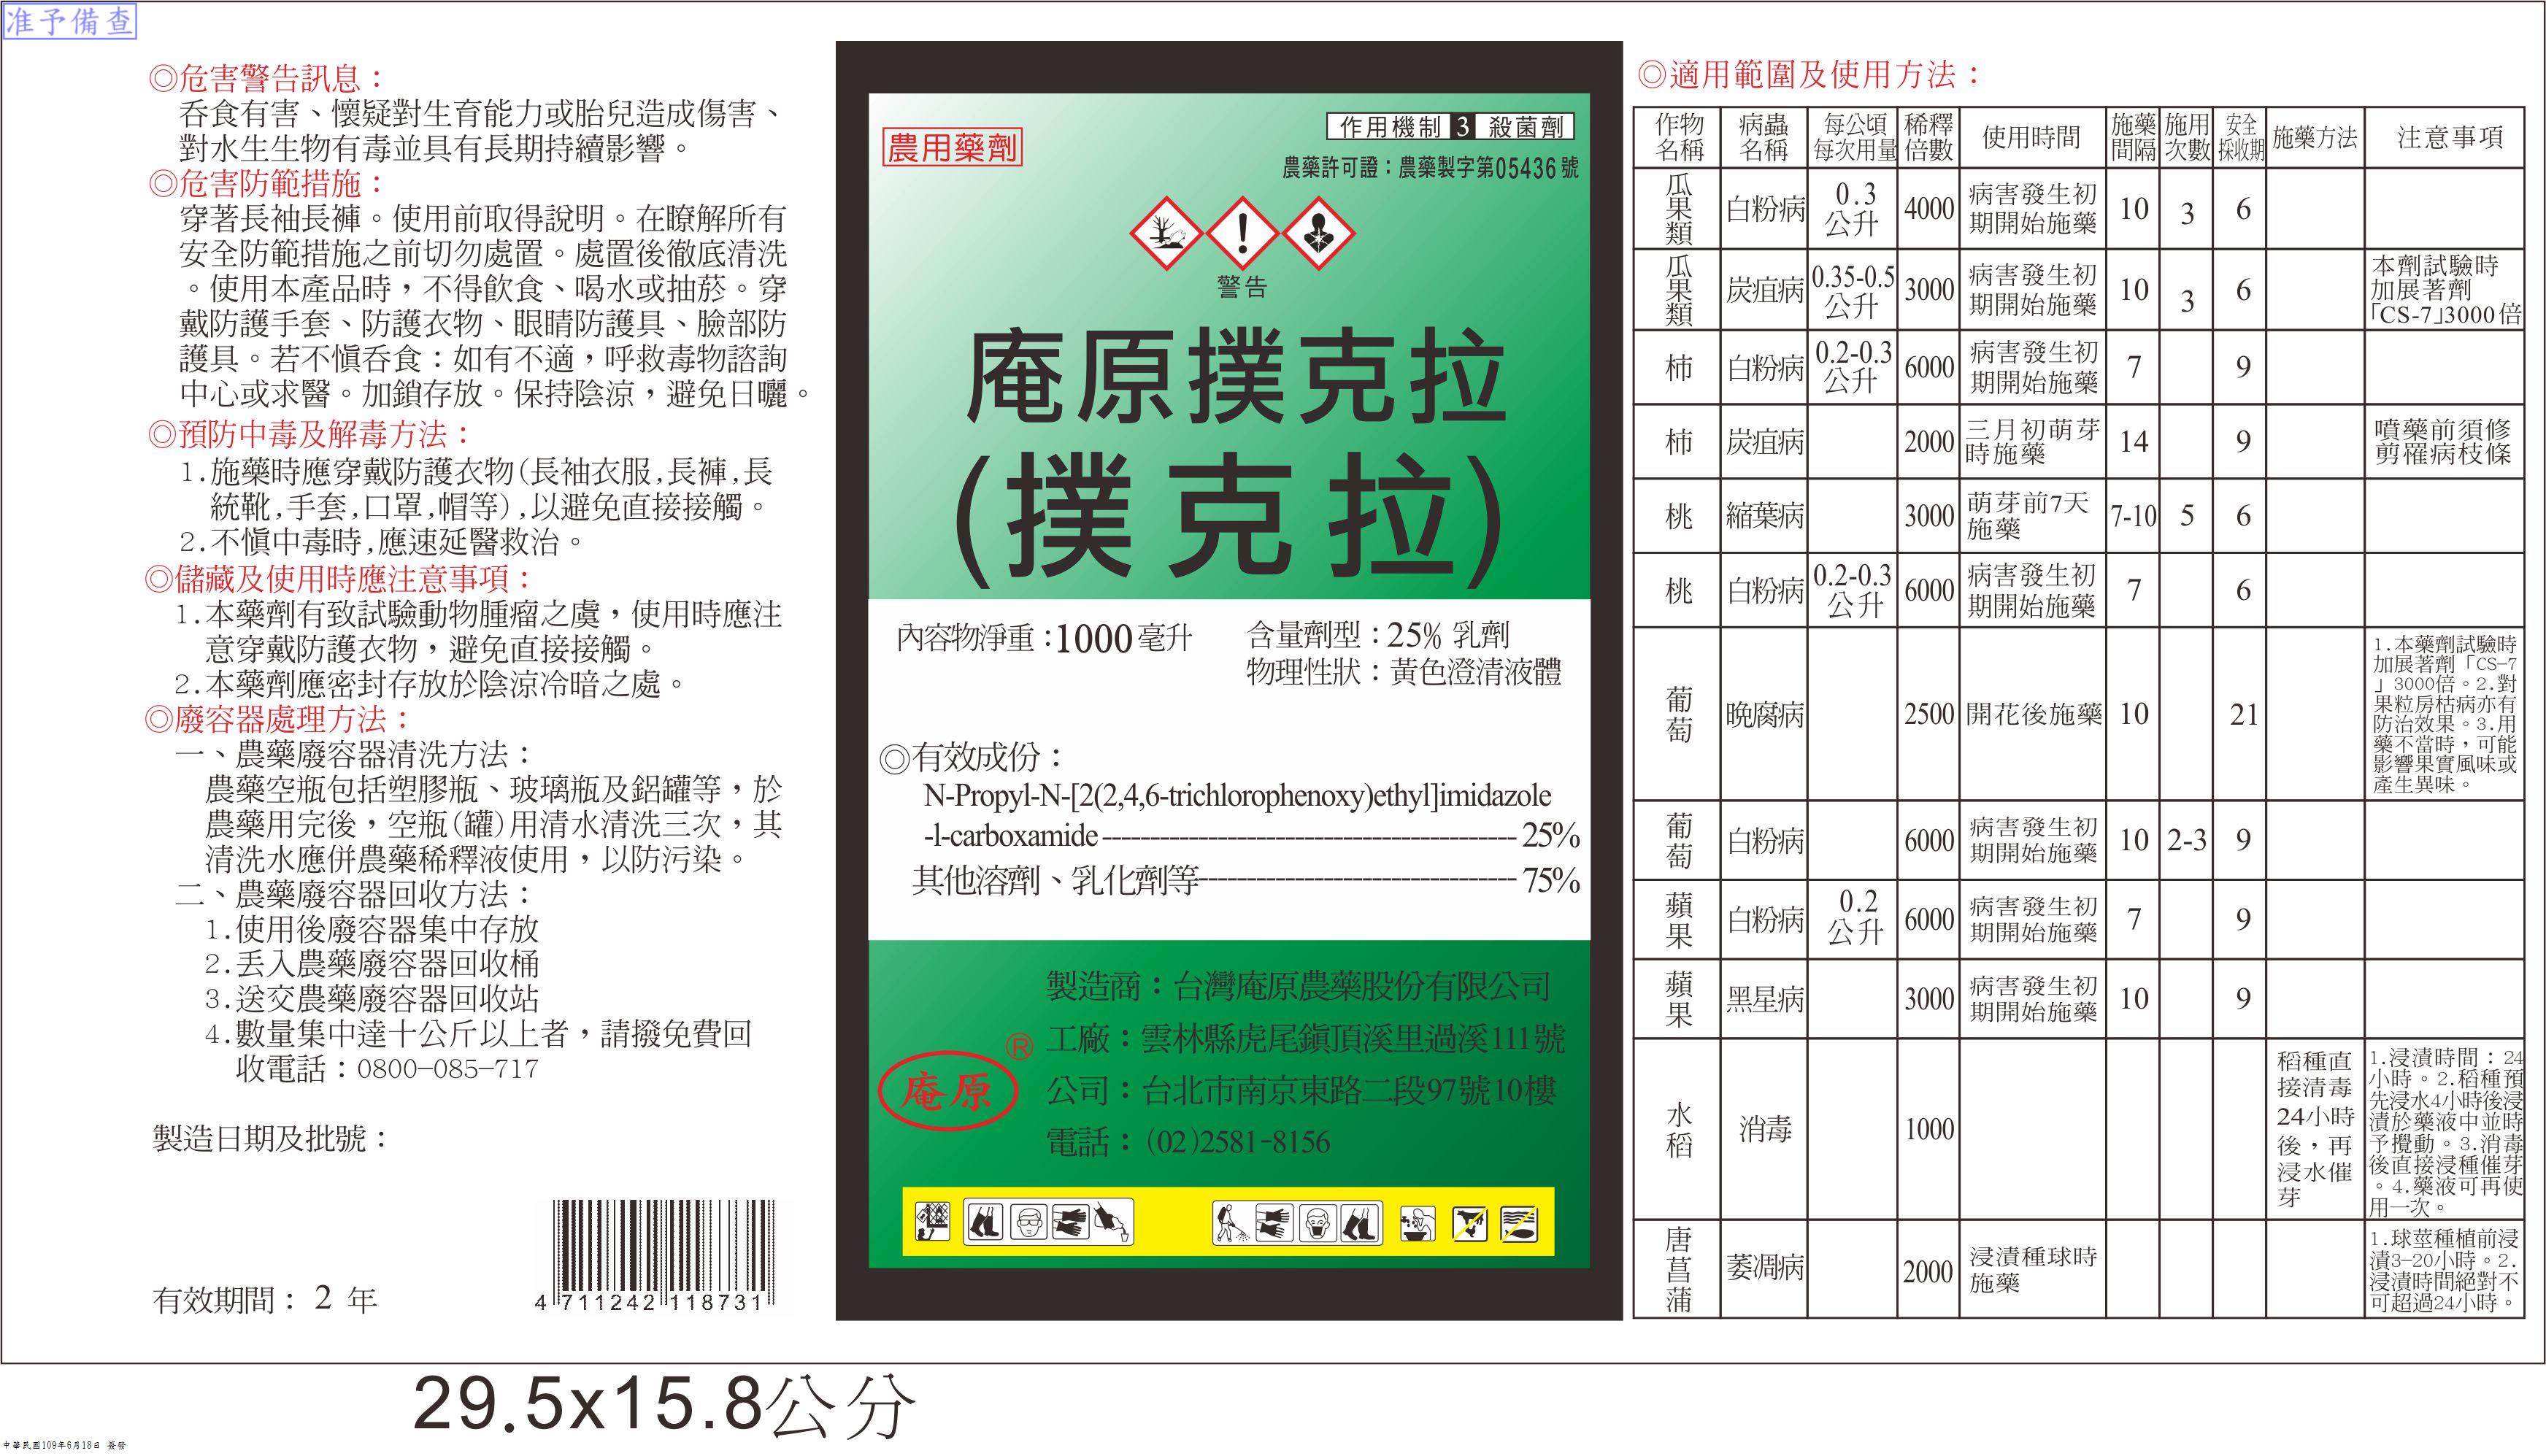 准予備查
◎危害警告訊息：
吞食有害、懷疑對生育能力或胎兒造成傷害、
對水生生物有毒並具有長期持續影響。
◎危害防範措施：
穿著長袖長褲。使用前取得說明。在瞭解所有
安全防範措施之前切勿處置。處置後徹底清洗
。使用本產品時，不得飲食、喝水或抽菸。穿
戴防護手套、防護衣物、眼睛防護具、臉部防
護具。若不慎吞食：如有不適，呼救毒物諮詢
中心或求醫。加鎖存放。保持陰涼，避免日曬。
◎預防中毒及解毒方法：
1.施藥時應穿戴防護衣物(長袖衣服,長褲,長
統靴,手套,口罩,帽等),以避免直接接觸。
2.不慎中毒時,應速延醫救治。
◎儲藏及使用時應注意事項：
1.本藥劑有致試驗動物腫瘤之虞，使用時應注
意穿戴防護衣物，避免直接接觸。
2.本藥劑應密封存放於陰涼冷暗之處。
◎廢容器處理方法：
一、農藥廢容器清洗方法：
農藥空瓶包括塑膠瓶、玻璃瓶及鋁罐等，於
農藥用完後，空瓶(罐)用清水清洗三次，其
清洗水應併農藥稀釋液使用，以防污染。
二、農藥廢容器回收方法：
1.使用後廢容器集中存放
2.丟入農藥廢容器回收桶
3.送交農藥廢容器回收站
4.數量集中達十公斤以上者，請撥免費回
收電話：0800-085-717
製造日期及批號：
有效期間：2 年
4 711242 118731
農用藥劑
作用機制 3 殺菌劑
農藥許可證：農藥製字第05436號
警告
庵原撲克拉
(撲克拉)
內容物淨重：1000毫升
含量劑型：25% 乳劑
物理性狀：黃色澄清液體
◎有效成份：
N-Propyl-N-[2(2,4,6-trichlorophenoxy)ethyl]imidazole
-l-carboxamide 25%
其他溶劑、乳化劑等 75%
製造商：台灣庵原農藥股份有限公司
工廠：雲林縣虎尾鎮頂溪里過溪111號
公司：台北市南京東路二段97號10樓
電話：(02)2581-8156
庵原 ®
◎適用範圍及使用方法：
作物名稱 病蟲名稱 每公頃每次用量 稀釋倍數 使用時間 施藥間隔 施用次數 安全採收期 施藥方法 注意事項
瓜果類 白粉病 0.3公升 4000 病害發生初期開始施藥 10 3 6
瓜果類 炭疽病 0.35-0.5公升 3000 病害發生初期開始施藥 10 3 6 本劑試驗時加展著劑「CS-7」3000倍
柿 白粉病 0.2-0.3公升 6000 病害發生初期開始施藥 7 9
柿 炭疽病 2000 三月初萌芽時施藥 14 9 噴藥前須修剪罹病枝條
桃 縮葉病 3000 萌芽前7天施藥 7-10 5 6
桃 白粉病 0.2-0.3公升 6000 病害發生初期開始施藥 7 6
葡萄 晚腐病 2500 開花後施藥 10 21 1.本藥劑試驗時加展著劑「CS-7」3000倍。2.對果粒房枯病亦有防治效果。3.用藥不當時，可能影響果實風味或產生異味。
葡萄 白粉病 6000 病害發生初期開始施藥 10 2-3 9
蘋果 白粉病 0.2公升 6000 病害發生初期開始施藥 7 9
蘋果 黑星病 3000 病害發生初期開始施藥 10 9
水稻 消毒 1000 稻種直接清毒24小時後，再浸水催芽 1.浸漬時間：24小時。2.稻種預先浸水4小時後浸漬於藥液中並時予攪動。3.消毒後直接浸種催芽。4.藥液可再使用一次。
唐菖蒲 萎凋病 2000 浸漬種球時施藥 1.球莖種植前浸漬3-20小時。2.浸漬時間絕對不可超過24小時。
29.5x15.8公分
中華民國109年6月18日 簽發